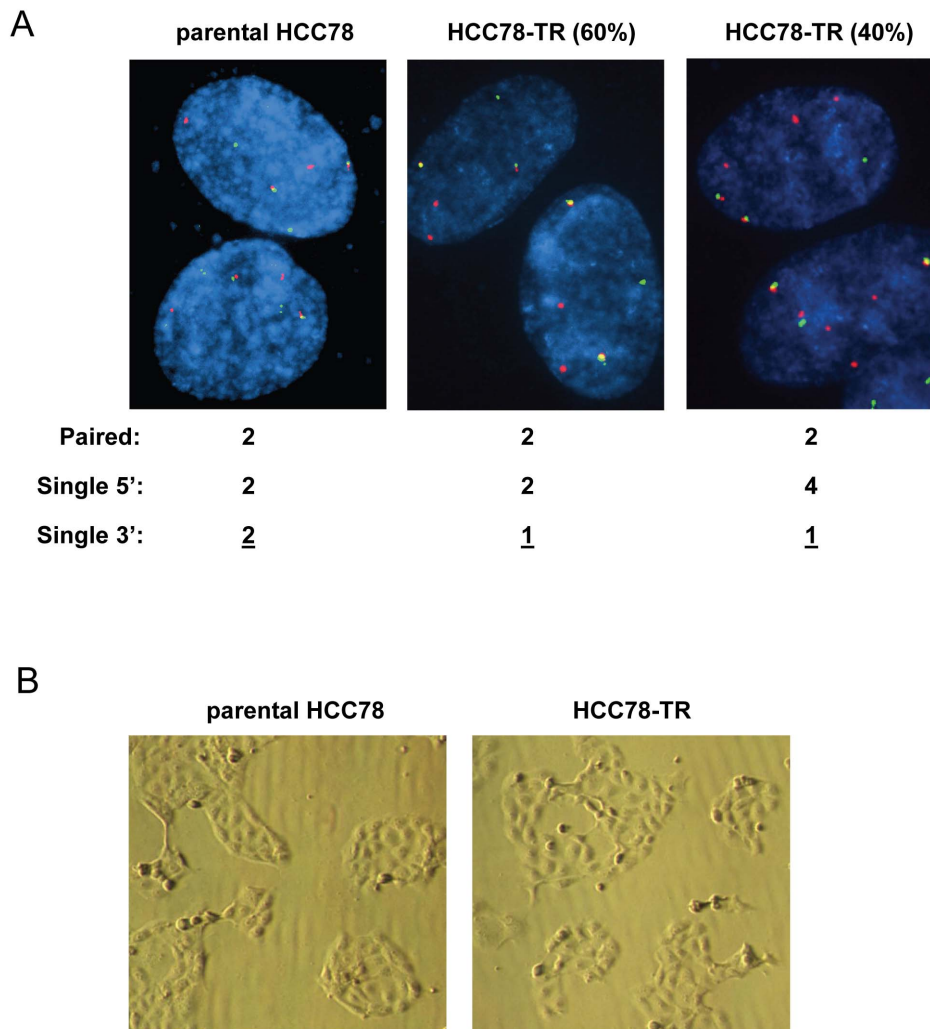 A
parental HCC78 HCC78-TR (60%) HCC78-TR (40%)
Paired: 2 2 2
Single 5’: 2 2 4
Single 3’: 2 1 1
B
parental HCC78 HCC78-TR